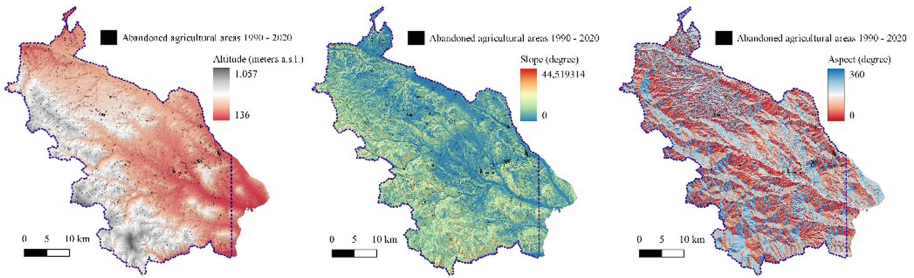 Abandoned agricultural areas 1990 - 2020
Altitude (meters a.s.l.)
1.057
136
0 5 10 km
Abandoned agricultural areas 1990 - 2020
Slope (degree)
44,519314
0
0 5 10 km
Abandoned agricultural areas 1990 - 2020
Aspect (degree)
360
0
0 5 10 km